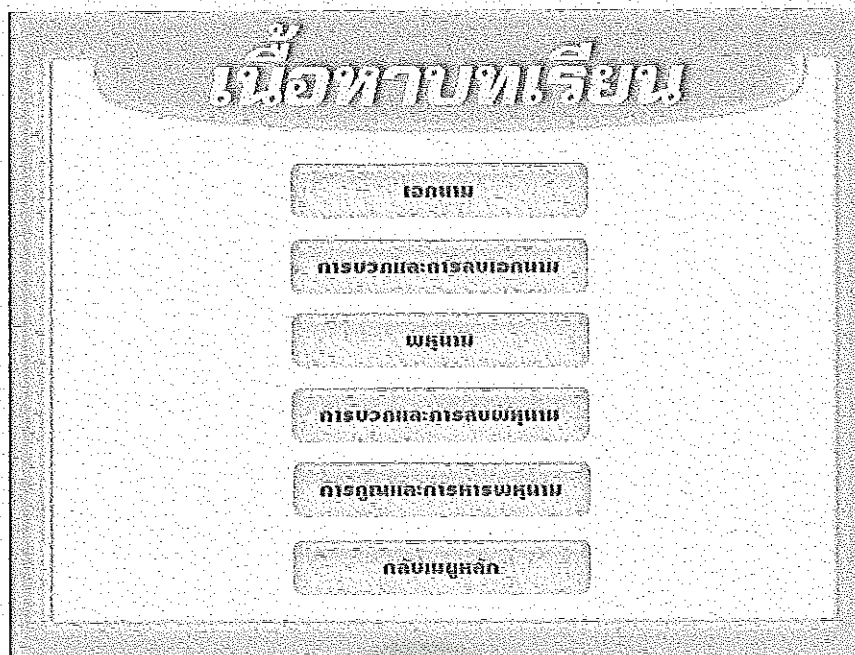 เนื้อหาบทเรียน
เอกนาม
การบวกและการลบเอกนาม
พหุนาม
การบวกและการลบพหุนาม
การคูณและการหารพหุนาม
กลับเมนูหลัก